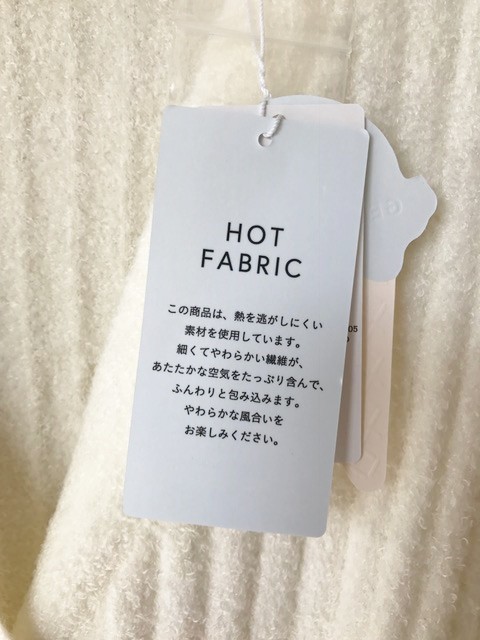 HOT
FABRIC
この商品は、熱を逃がしにくい
素材を使用しています。
細くてやわらかい繊維が、
あたたかな空気をたっぷり含んで、
ふんわりと包み込みます。
やわらかな風合いを
お楽しみください。
05